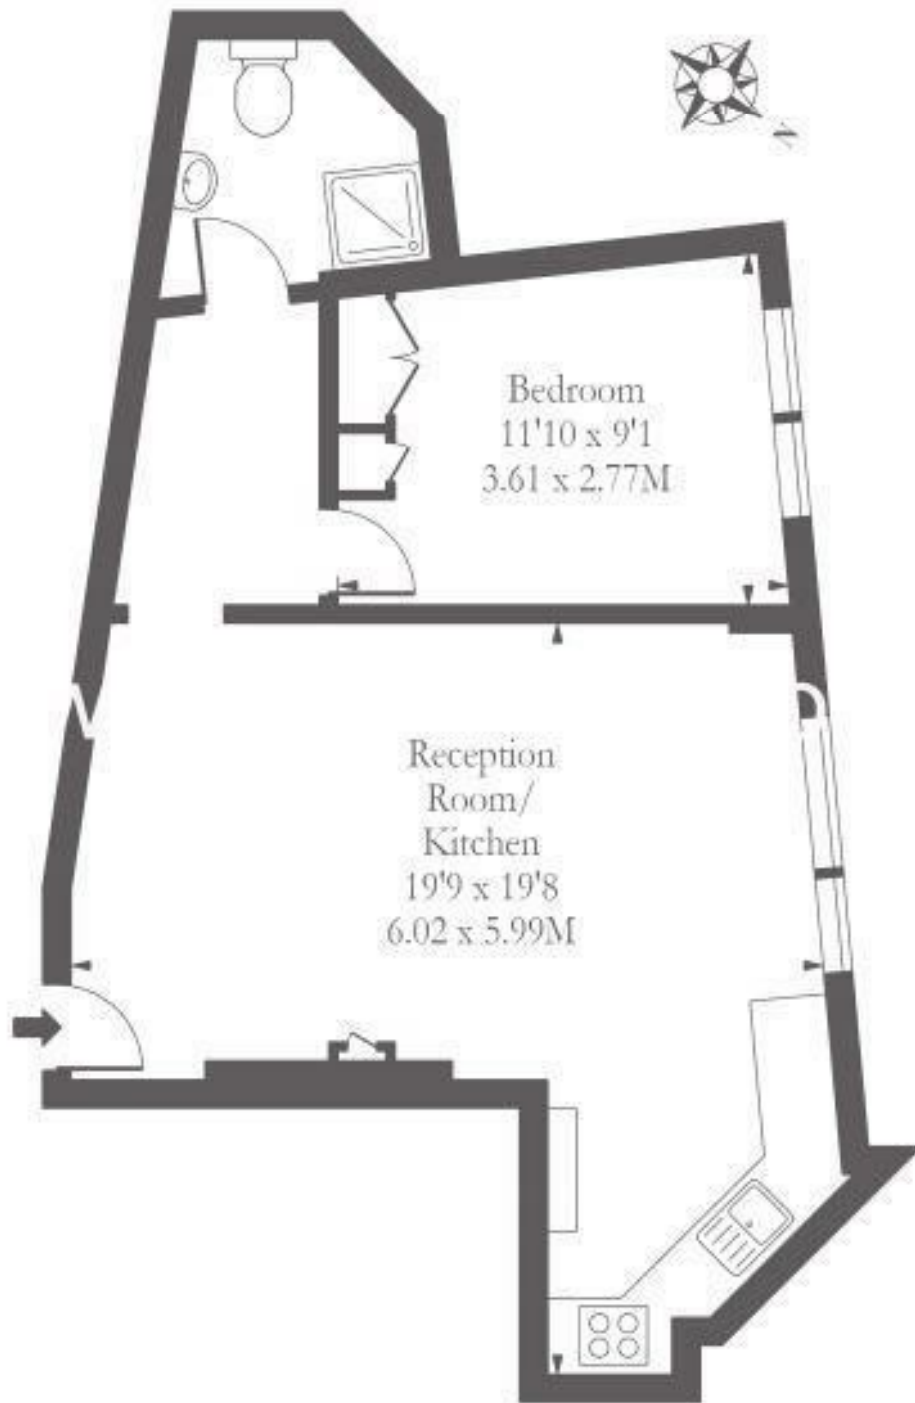 N
Bedroom
11'10 x 9'1
3.61 x 2.77M
Reception
Room/
Kitchen
19'9 x 19'8
6.02 x 5.99M